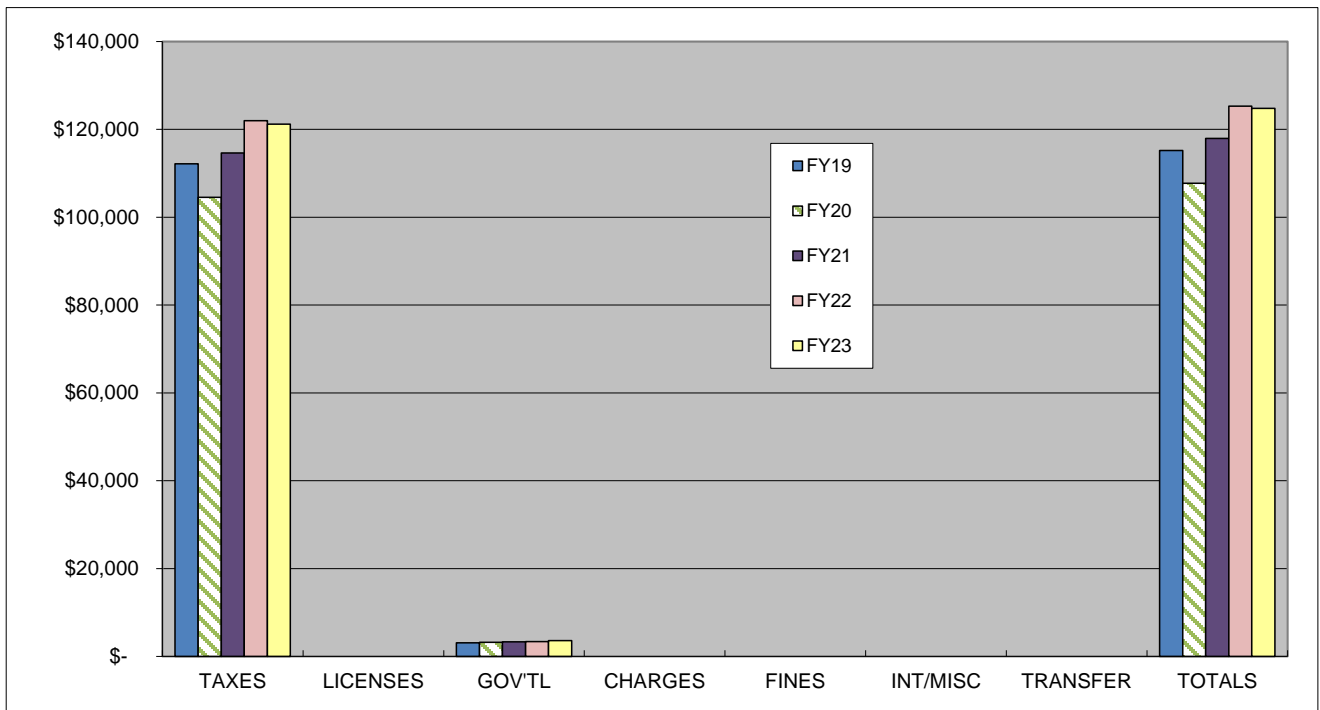 $140,000
$120,000
$100,000
$80,000
$60,000
$40,000
$20,000
$-
FY19
FY20
FY21
FY22
FY23
TAXES LICENSES GOV'TL CHARGES FINES INT/MISC TRANSFER TOTALS